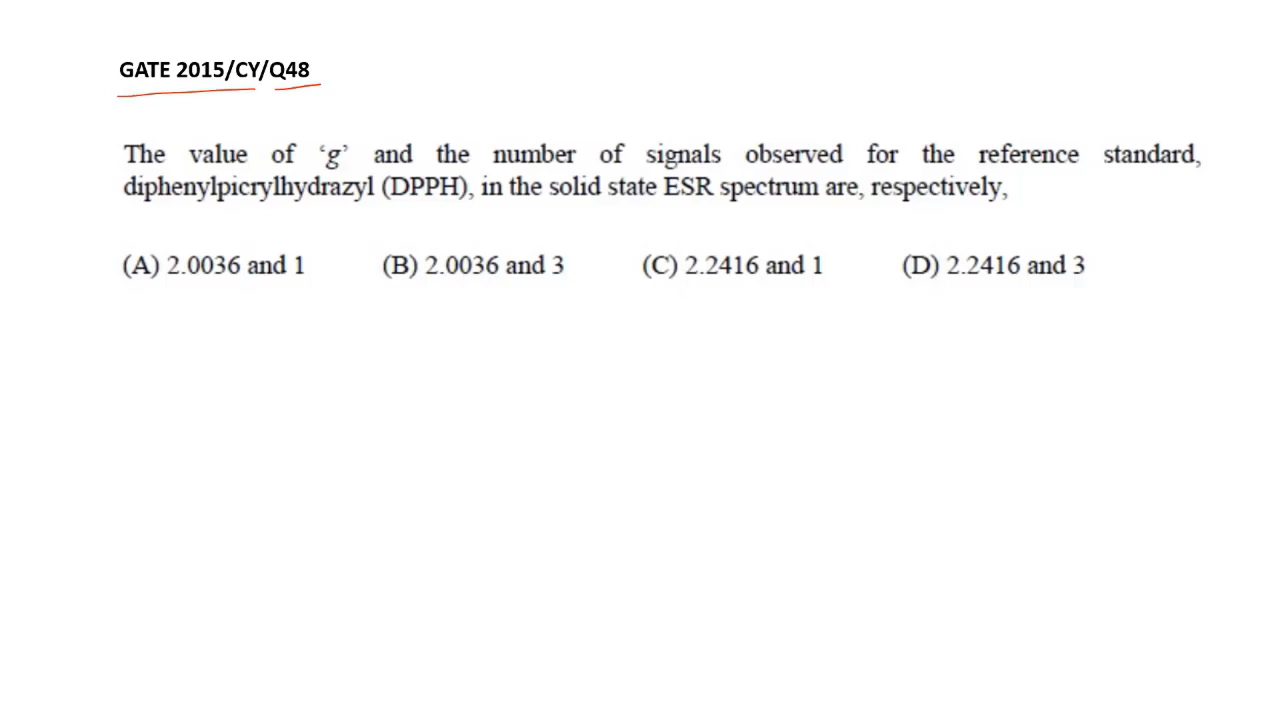 GATE 2015/CY/Q48
The value of ‘g’ and the number of signals observed for the reference standard,
diphenylpicrylhydrazyl (DPPH), in the solid state ESR spectrum are, respectively,
(A) 2.0036 and 1 (B) 2.0036 and 3 (C) 2.2416 and 1 (D) 2.2416 and 3